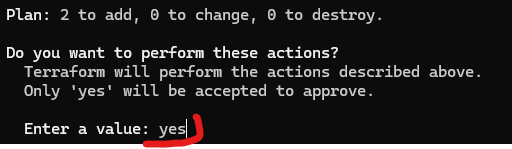 Plan: 2 to add, 0 to change, 0 to destroy.
Do you want to perform these actions?
Terraform will perform the actions described above.
Only 'yes' will be accepted to approve.
Enter a value: yes